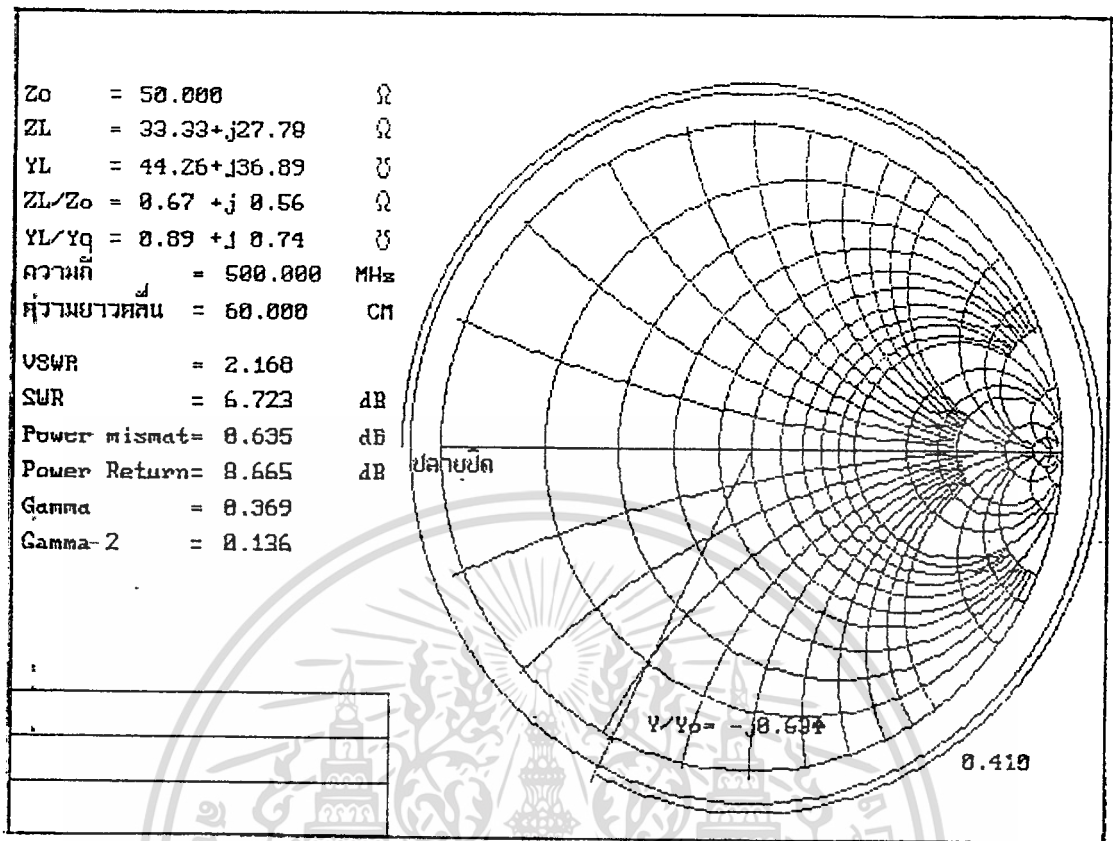 Zo = 50.000 Ω
ZL = 33.33+j27.78 Ω
YL = 44.26+j36.89 ℧
ZL/Zo = 0.67 +j 0.56 Ω
YL/Yo = 0.89 +j 0.74 ℧
ความถี่ = 500.000 MHz
ความยาวคลื่น = 60.000 CM
VSWR = 2.168
SWR = 6.723 dB
Power mismat= 0.635 dB
Power Return= 8.665 dB
Gamma = 0.369
Gamma-2 = 0.136
ปลายปิด
Y/Yo= -j0.634
0.410